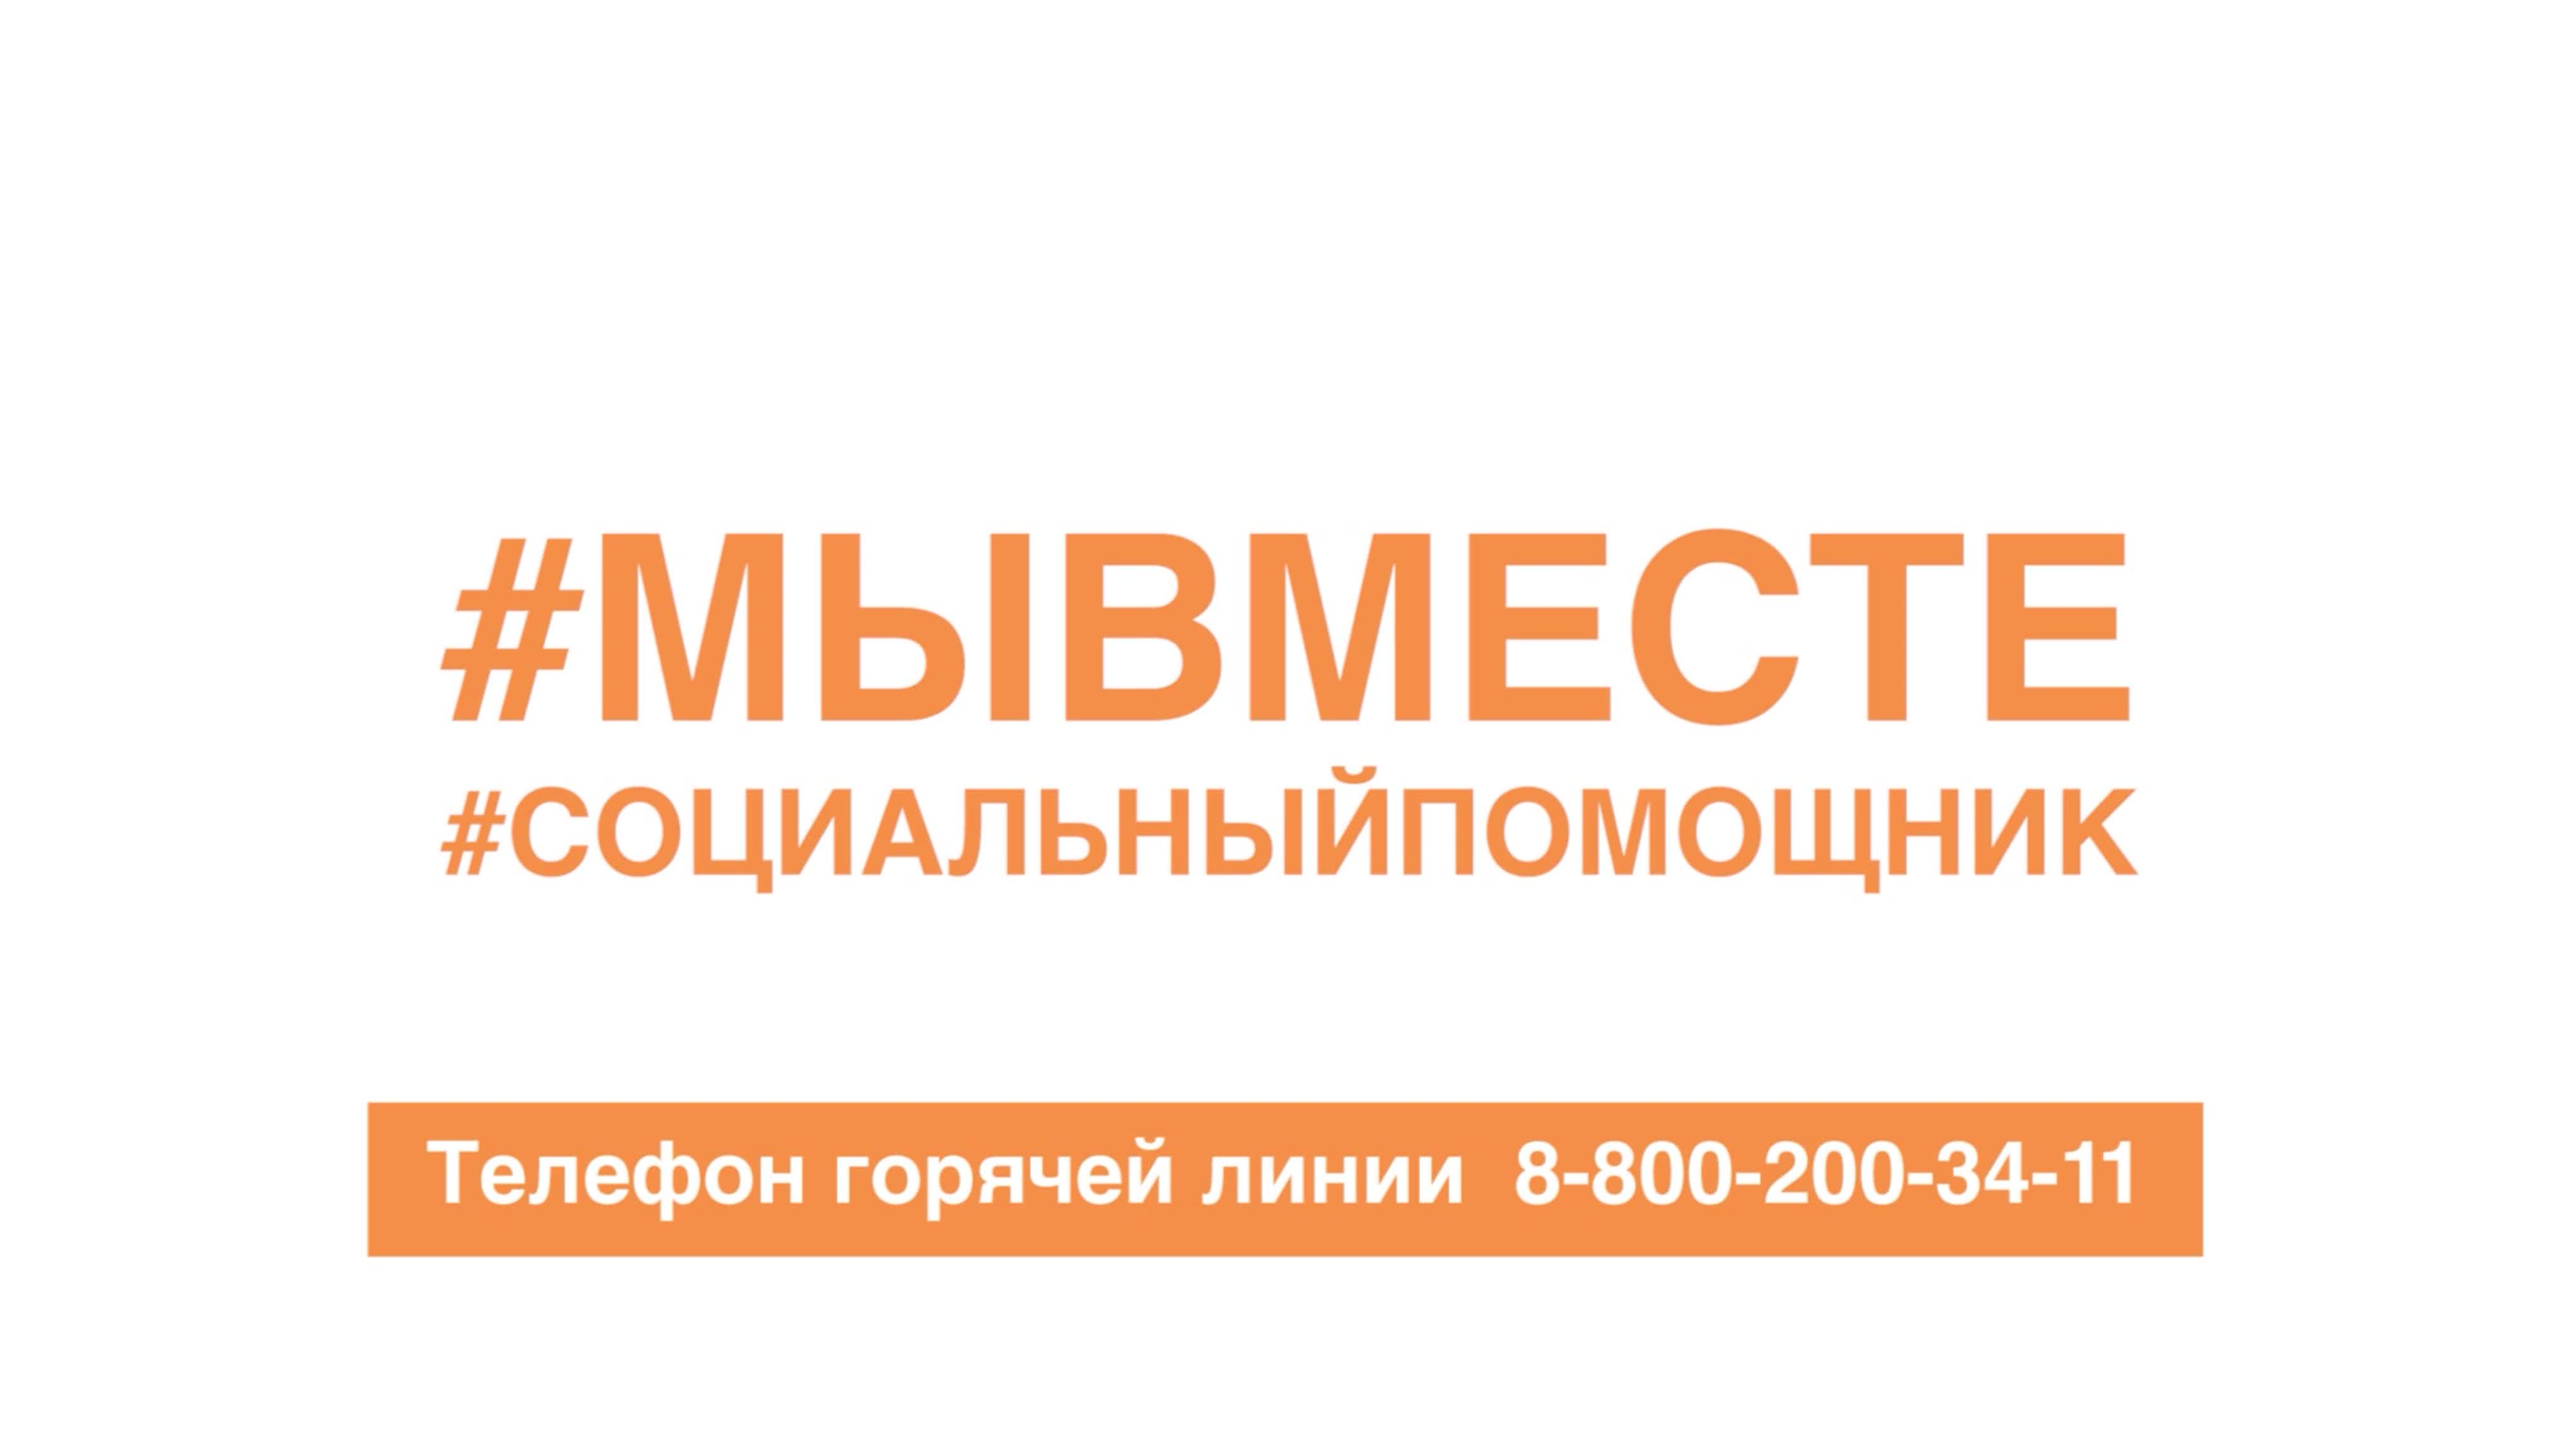 #МЫВМЕСТЕ
#СОЦИАЛЬНЫЙПОМОЩНИК
Телефон горячей линии 8-800-200-34-11